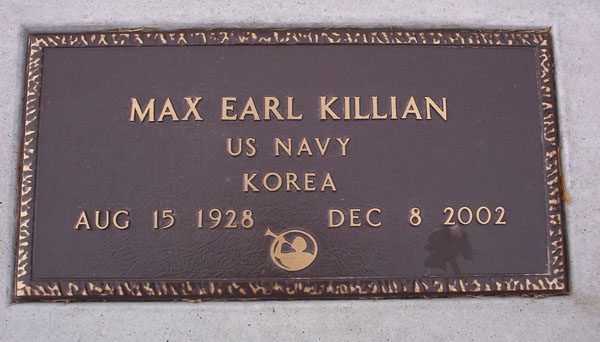 MAX EARL KILLIAN
US NAVY
KOREA
AUG 15 1928 DEC 8 2002